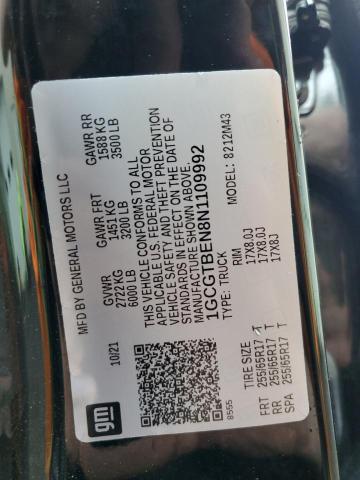 gm
MFD BY GENERAL MOTORS LLC
10/21
GVWR
2722 KG
6000 LB
GAWR FRT
1451 KG
3200 LB
GAWR RR
1588 KG
3500 LB
THIS VEHICLE CONFORMS TO ALL
APPLICABLE U.S. FEDERAL MOTOR
VEHICLE SAFETY AND THEFT PREVENTION
STANDARDS IN EFFECT ON THE DATE OF
MANUFACTURE SHOWN ABOVE.
1GCGTBEN8N1109992
TYPE: TRUCK
MODEL: 8212M43
8555
TIRE SIZE RIM
FRT 255/65R17 T 17X8.0J
RR 255/65R17 T 17X8.0J
SPA 255/65R17 T 17X8J